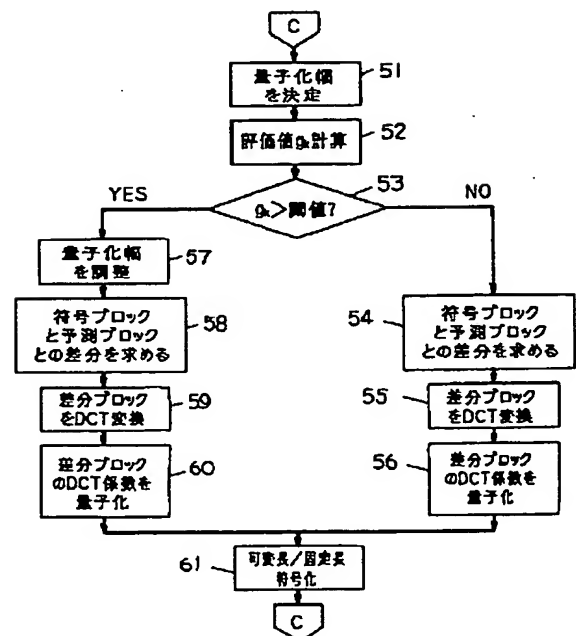 C
量子化幅
を決定
51
評価値gk計算
52
gk>閾値?
53
YES
NO
量子化幅
を調整
57
符号ブロック
と予測ブロック
との差分を求める
58
符号ブロック
と予測ブロック
との差分を求める
54
差分ブロック
をDCT変換
59
差分ブロック
をDCT変換
55
差分ブロック
のDCT係数を
量子化
60
差分ブロック
のDCT係数を
量子化
56
可変長/固定長
符号化
61
C